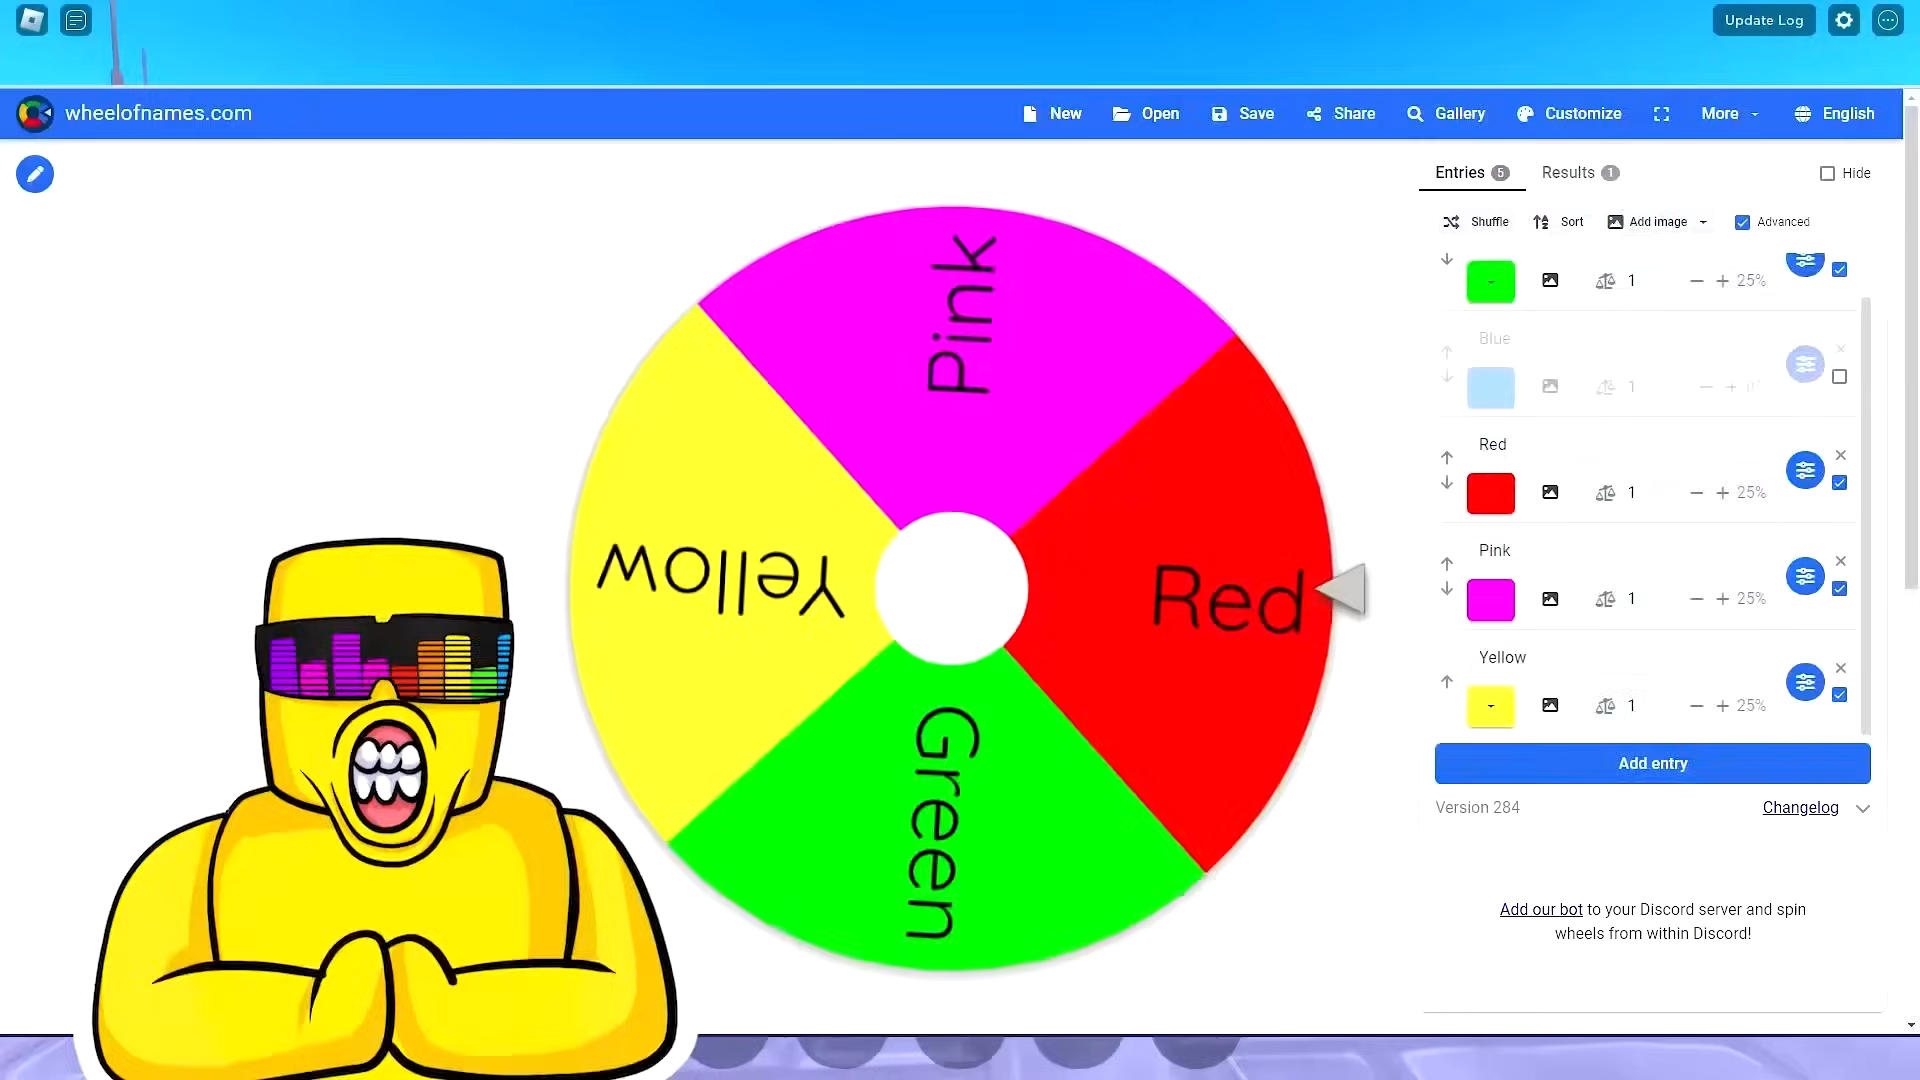 Update Log
wheelofnames.com
New
Open
Save
Share
Gallery
Customize
More
English
Entries 5
Results 1
Hide
Shuffle
Sort
Add image
Advanced
1
25%
Blue
1
Red
1
25%
Pink
1
25%
Yellow
1
25%
Add entry
Version 284
Changelog
Add our bot to your Discord server and spin
wheels from within Discord!
Pink
Red
Yellow
Green